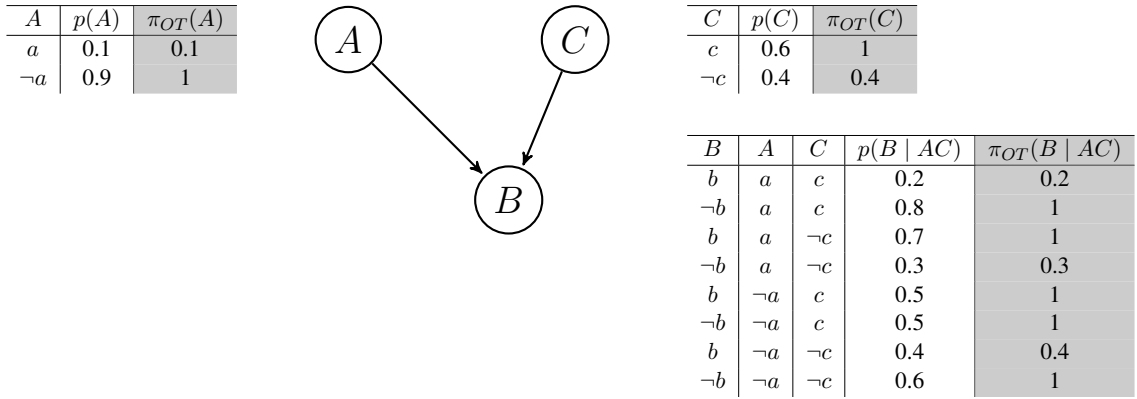 A p(A) π_OT(A)
a 0.1 0.1
¬a 0.9 1
A
C
C p(C) π_OT(C)
c 0.6 1
¬c 0.4 0.4
B
B A C p(B | AC) π_OT(B | AC)
b a c 0.2 0.2
¬b a c 0.8 1
b a ¬c 0.7 1
¬b a ¬c 0.3 0.3
b ¬a c 0.5 1
¬b ¬a c 0.5 1
b ¬a ¬c 0.4 0.4
¬b ¬a ¬c 0.6 1